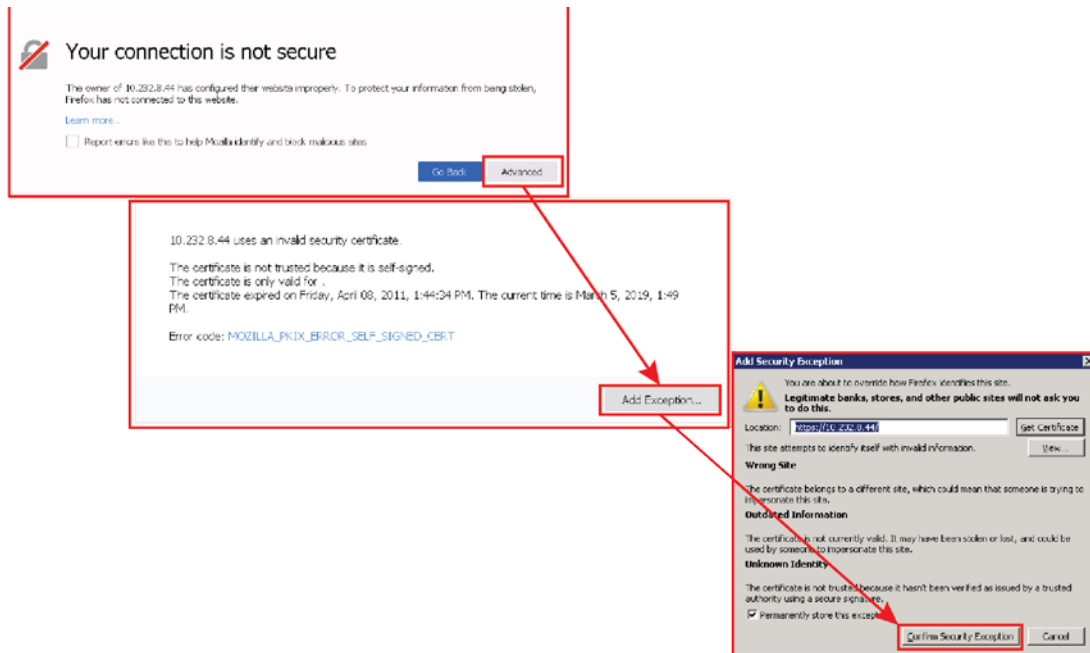 Your connection is not secure
The owner of 10.232.8.44 has configured their website improperly. To protect your information from being stolen,
Firefox has not connected to this website.
Learn more...
Report errors like this to help Mozilla identify and block malicious sites
Go Back
Advanced
10.232.8.44 uses an invalid security certificate.
The certificate is not trusted because it is self-signed.
The certificate is only valid for .
The certificate expired on Friday, April 08, 2011, 1:44:34 PM. The current time is March 5, 2019, 1:49
PM.
Error code: MOZILLA_PKIX_ERROR_SELF_SIGNED_CERT
Add Exception...
Add Security Exception
You are about to override how Firefox identifies this site.
Legitimate banks, stores, and other public sites will not ask you
to do this.
Location: https://10.232.8.44/ Get Certificate
This site attempts to identify itself with invalid information. View...
Wrong Site
The certificate belongs to a different site, which could mean that someone is trying to
impersonate this site.
Outdated Information
The certificate is not currently valid. It may have been stolen or lost, and could be
used by someone to impersonate this site.
Unknown Identity
The certificate is not trusted because it hasn't been verified as issued by a trusted
authority using a secure signature.
Permanently store this excep
Confirm Security Exception
Cancel